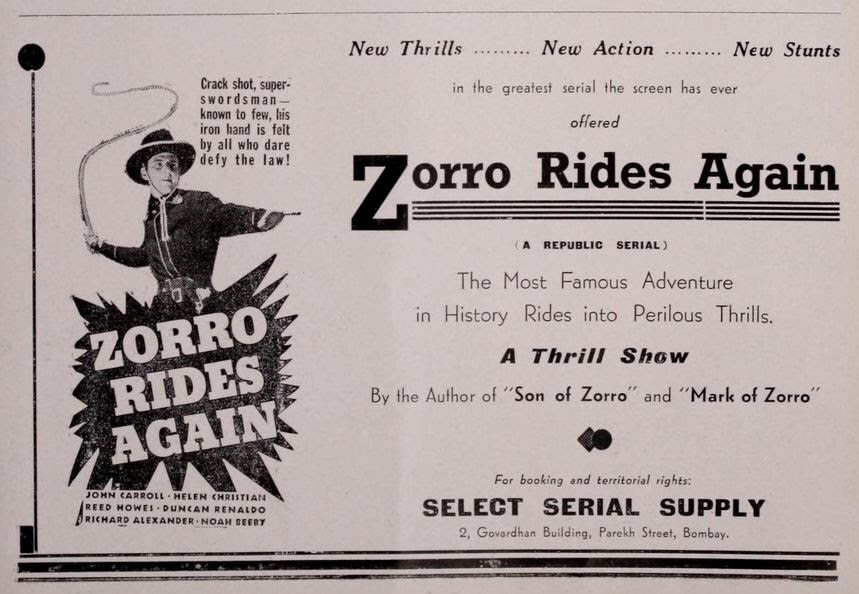 Crack shot, super-
swordsman—
known to few, his
iron hand is felt
by all who dare
defy the law!
ZORRO
RIDES
AGAIN
JOHN CARROLL · HELEN CHRISTIAN
REED HOWES · DUNCAN RENALDO
RICHARD ALEXANDER · NOAH BEERY
New Thrills ......... New Action ......... New Stunts
in the greatest serial the screen has ever
offered
Zorro Rides Again
(A REPUBLIC SERIAL)
The Most Famous Adventure
in History Rides into Perilous Thrills.
A Thrill Show
By the Author of "Son of Zorro" and "Mark of Zorro"
For booking and territorial rights:
SELECT SERIAL SUPPLY
2, Govardhan Building, Parekh Street, Bombay.